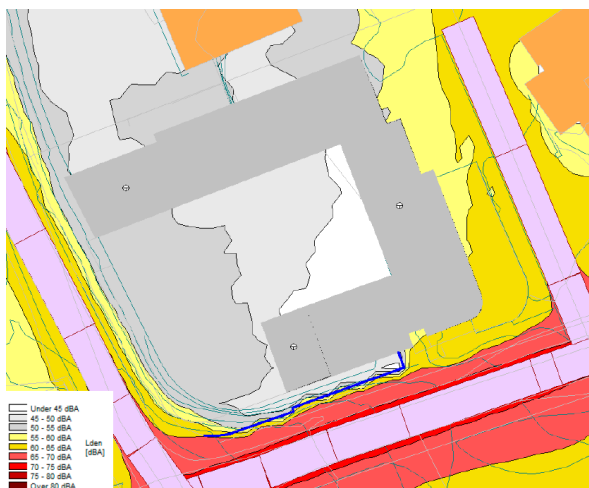 Under 45 dBA
45 - 50 dBA
50 - 55 dBA
55 - 60 dBA
60 - 65 dBA
65 - 70 dBA
70 - 75 dBA
75 - 80 dBA
Over 80 dBA
Lden
[dBA]